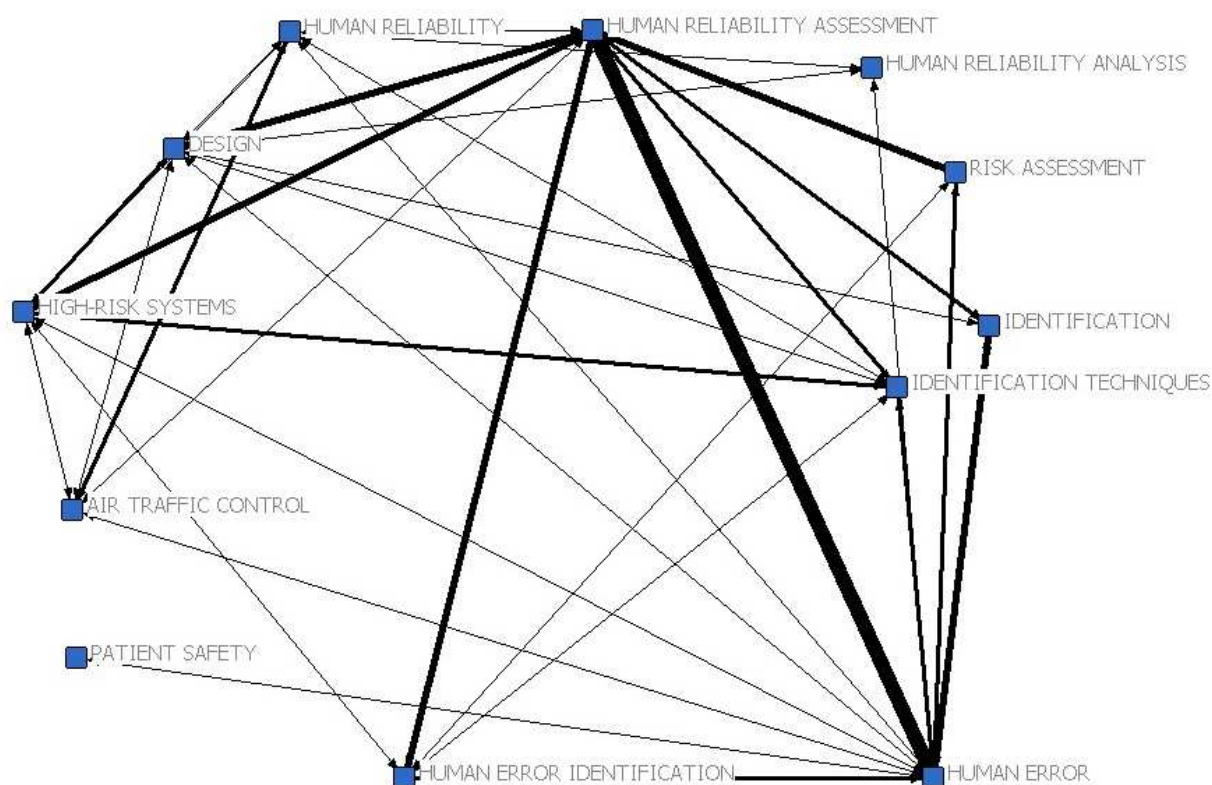 HUMAN RELIABILITY
HUMAN RELIABILITY ASSESSMENT
HUMAN RELIABILITY ANALYSIS
DESIGN
RISK ASSESSMENT
HIGH-RISK SYSTEMS
IDENTIFICATION
IDENTIFICATION TECHNIQUES
AIR TRAFFIC CONTROL
PATIENT SAFETY
HUMAN ERROR IDENTIFICATION
HUMAN ERROR